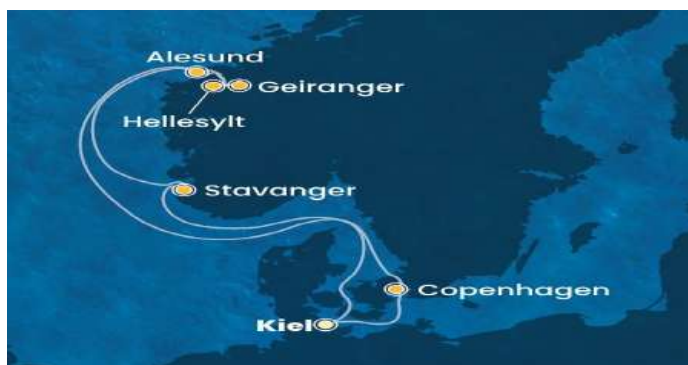 Alesund
Geiranger
Hellesylt
Stavanger
Copenhagen
Kiel